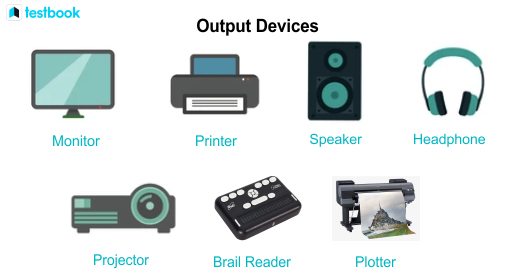 testbook
Output Devices
Monitor
Printer
Speaker
Headphone
Projector
Brail Reader
Plotter